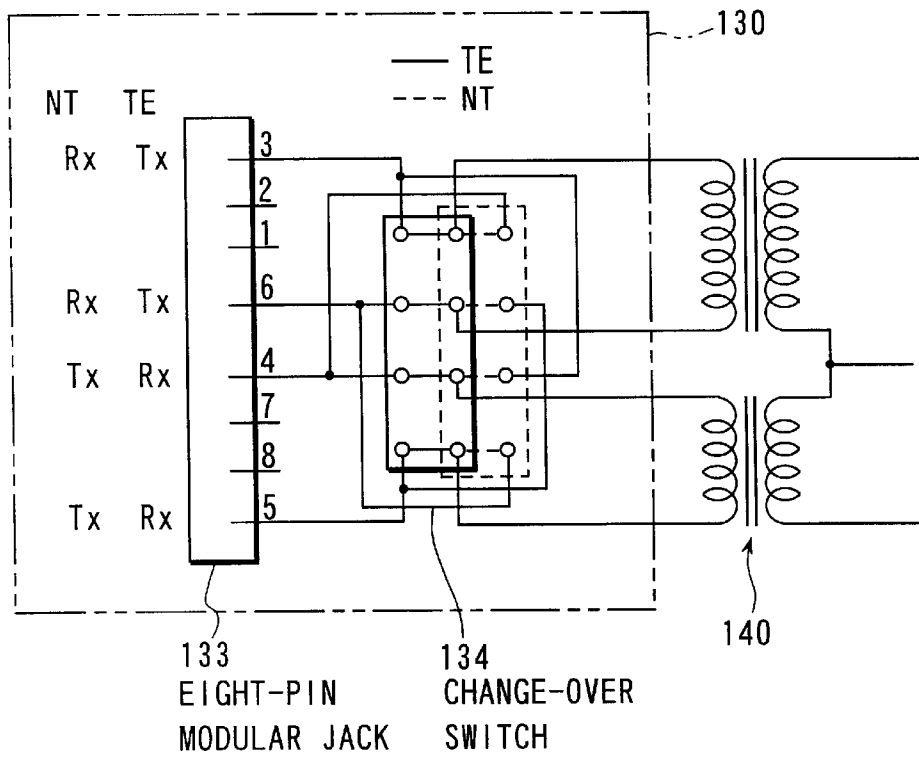 130
TE
NT
NT TE
Rx Tx 3
2
1
Rx Tx 6
Tx Rx 4
7
8
Tx Rx 5
140
133
EIGHT-PIN
MODULAR JACK
134
CHANGE-OVER
SWITCH